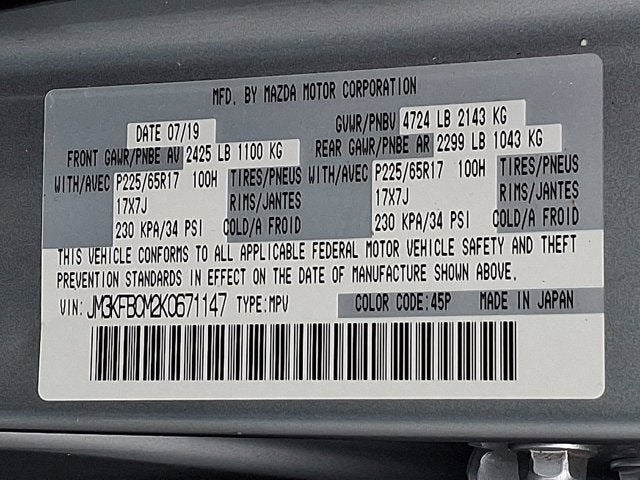 MFD. BY MAZDA MOTOR CORPORATION
DATE 07/19 GVWR/PNBV 4724 LB 2143 KG
FRONT GAWR/PNBE AV 2425 LB 1100 KG REAR GAWR/PNBE AR 2299 LB 1043 KG
WITH/AVEC P225/65R17 100H TIRES/PNEUS WITH/AVEC P225/65R17 100H TIRES/PNEUS
17X7J RIMS/JANTES 17X7J RIMS/JANTES
230 KPA/34 PSI COLD/A FROID 230 KPA/34 PSI COLD/A FROID
THIS VEHICLE CONFORMS TO ALL APPLICABLE FEDERAL MOTOR VEHICLE SAFETY AND THEFT
PREVENTION STANDARDS IN EFFECT ON THE DATE OF MANUFACTURE SHOWN ABOVE.
VIN: JM3KFBCM2K0671147 TYPE:MPV COLOR CODE:45P MADE IN JAPAN